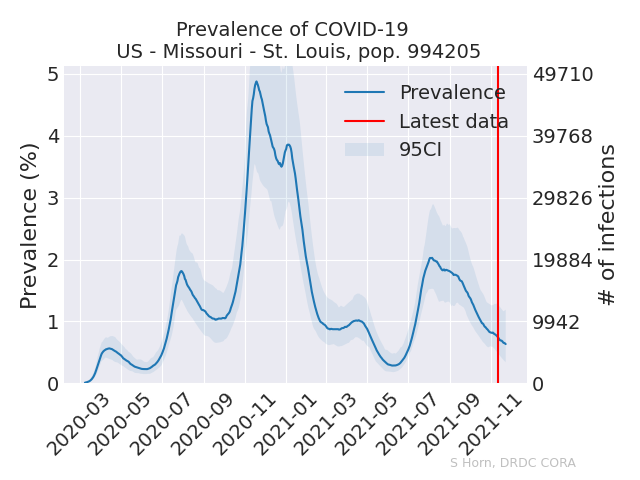 Prevalence of COVID-19
US - Missouri - St. Louis, pop. 994205
Prevalence (%)
5
4
3
2
1
0
49710
39768
29826
19884
9942
0
# of infections
Prevalence
Latest data
95CI
2020-03
2020-05
2020-07
2020-09
2020-11
2021-01
2021-03
2021-05
2021-07
2021-09
2021-11
S Horn, DRDC CORA